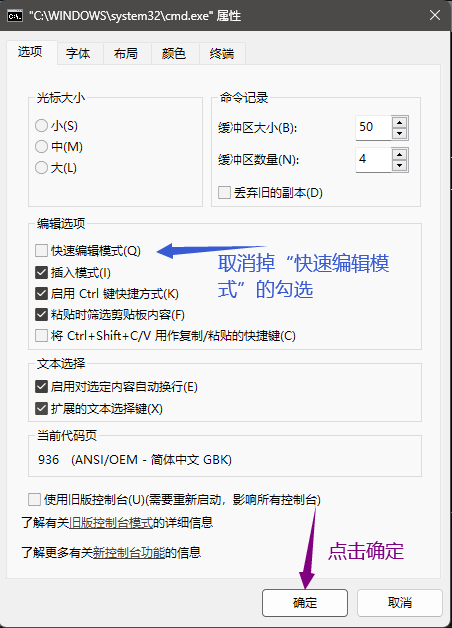 "C:\WINDOWS\system32\cmd.exe" 属性
选项 字体 布局 颜色 终端
光标大小
小(S)
中(M)
大(L)
命令记录
缓冲区大小(B): 50
缓冲区数量(N): 4
丢弃旧的副本(D)
编辑选项
快速编辑模式(Q)
插入模式(I)
启用 Ctrl 键快捷方式(K)
粘贴时筛选剪贴板内容(F)
将 Ctrl+Shift+C/V 用作复制/粘贴的快捷键(C)
取消掉“快速编辑模
式”的勾选
文本选择
启用对选定内容自动换行(E)
扩展的文本选择键(X)
当前代码页
936 (ANSI/OEM - 简体中文 GBK)
使用旧版控制台(U)(需要重新启动，影响所有控制台)
了解有关旧版控制台模式的详细信息
了解更多有关新控制台功能的信息
点击确定
确定 取消